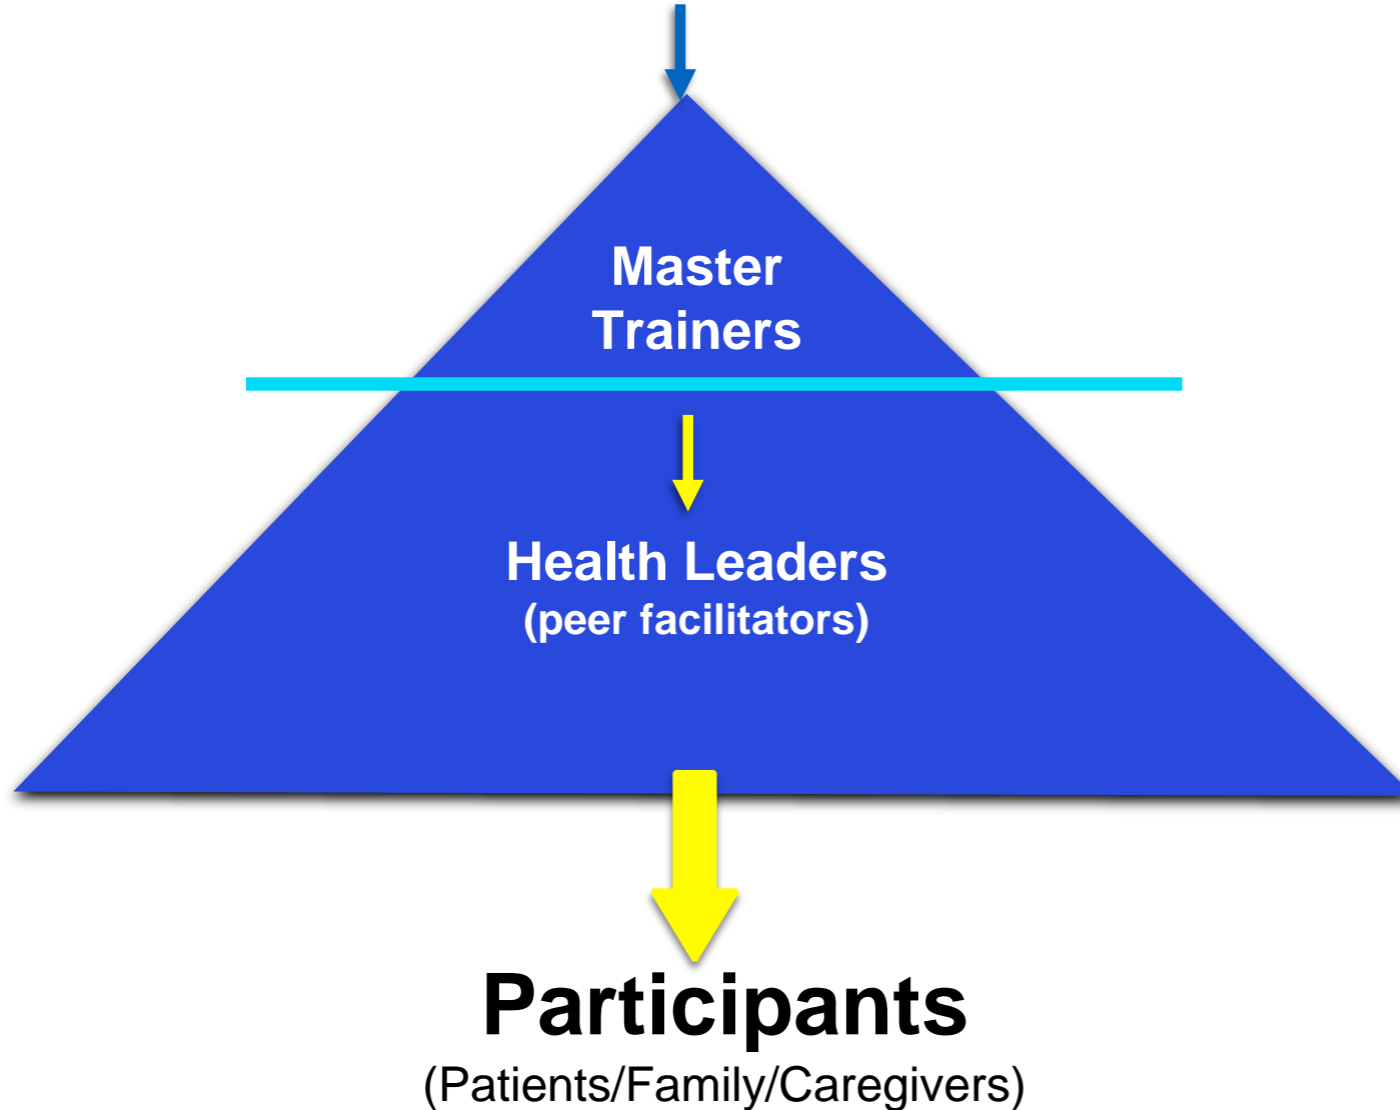 Master
Trainers
Health Leaders
(peer facilitators)
Participants
(Patients/Family/Caregivers)